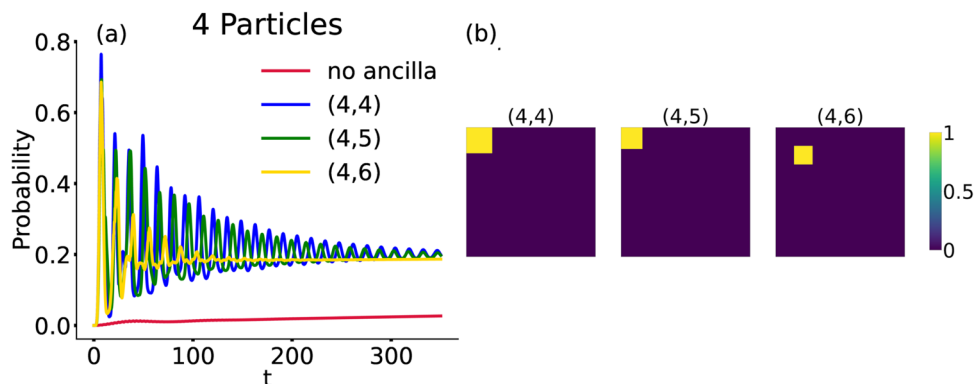 (a) 4 Particles
0.8
0.6
0.4
0.2
0.0
Probability
0 100 200 300
t
no ancilla
(4,4)
(4,5)
(4,6)
(b)
(4,4) (4,5) (4,6)
1
0.5
0